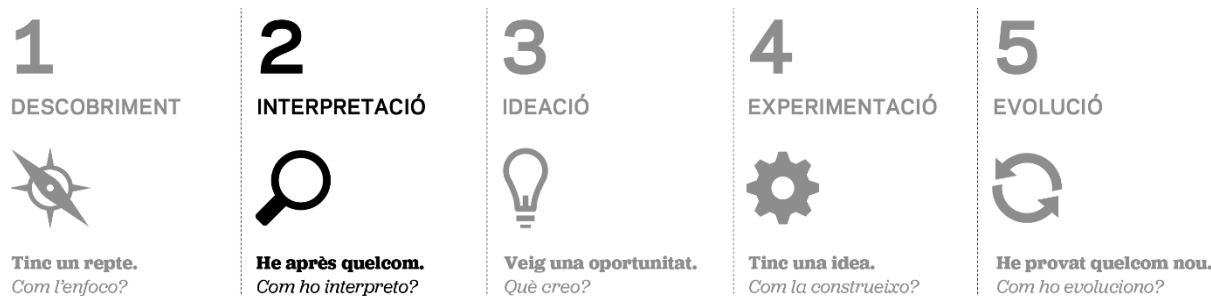 1
DESCOBRIMENT
Tinc un repte.
Com l'enfoco?
2
INTERPRETACIÓ
He après quelcom.
Com ho interpreto?
3
IDEACIÓ
Veig una oportunitat.
Què creo?
4
EXPERIMENTACIÓ
Tinc una idea.
Com la construeixo?
5
EVOLUCIÓ
He provat quelcom nou.
Com ho evoluciono?